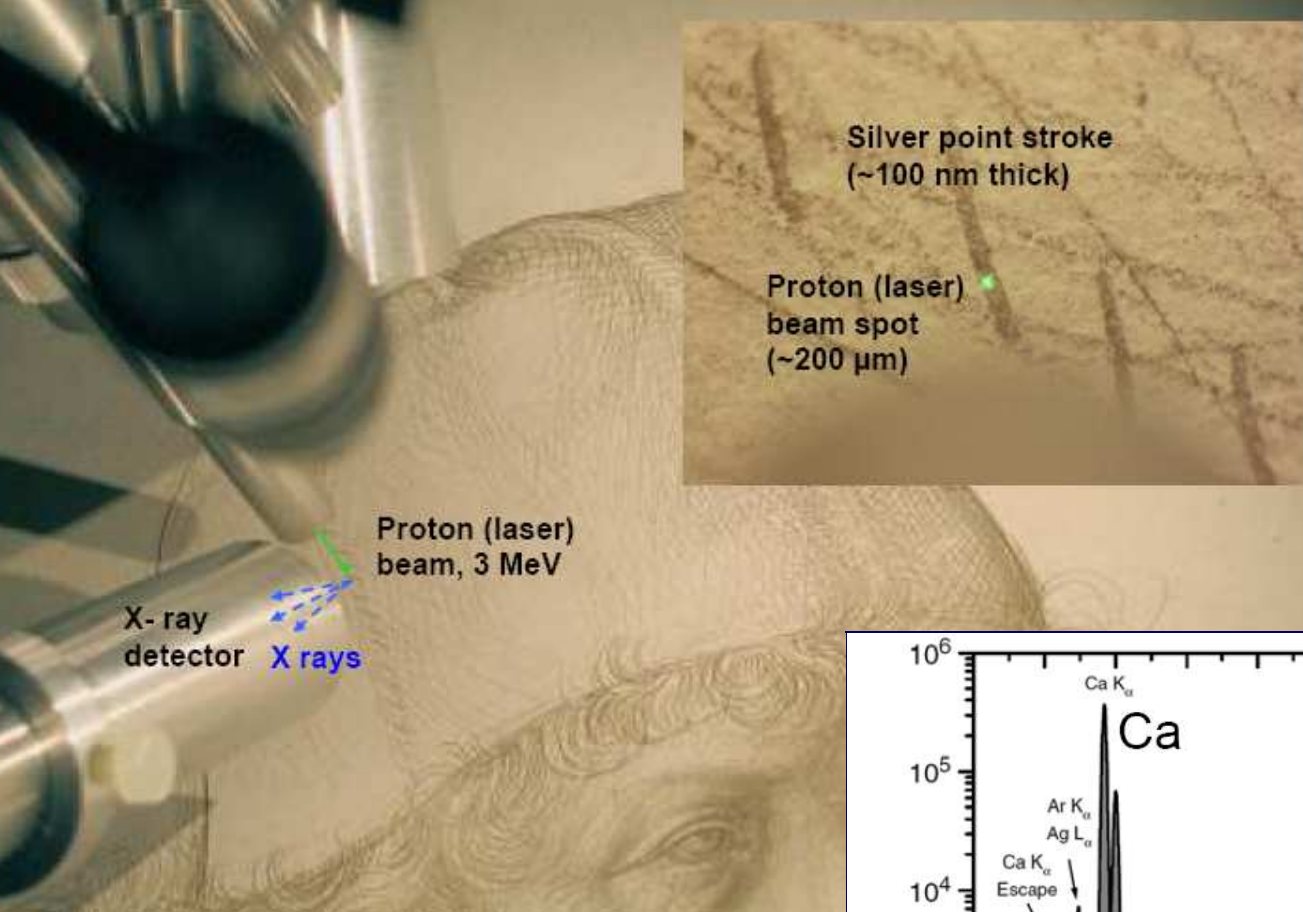 Silver point stroke
(~100 nm thick)
Proton (laser)
beam spot
(~200 µm)
Proton (laser)
beam, 3 MeV
X- ray
detector
X rays
10⁶
Ca Kα
Ca
10⁵
Ar Kα
Ag Lα
Ca Kα
Escape
10⁴